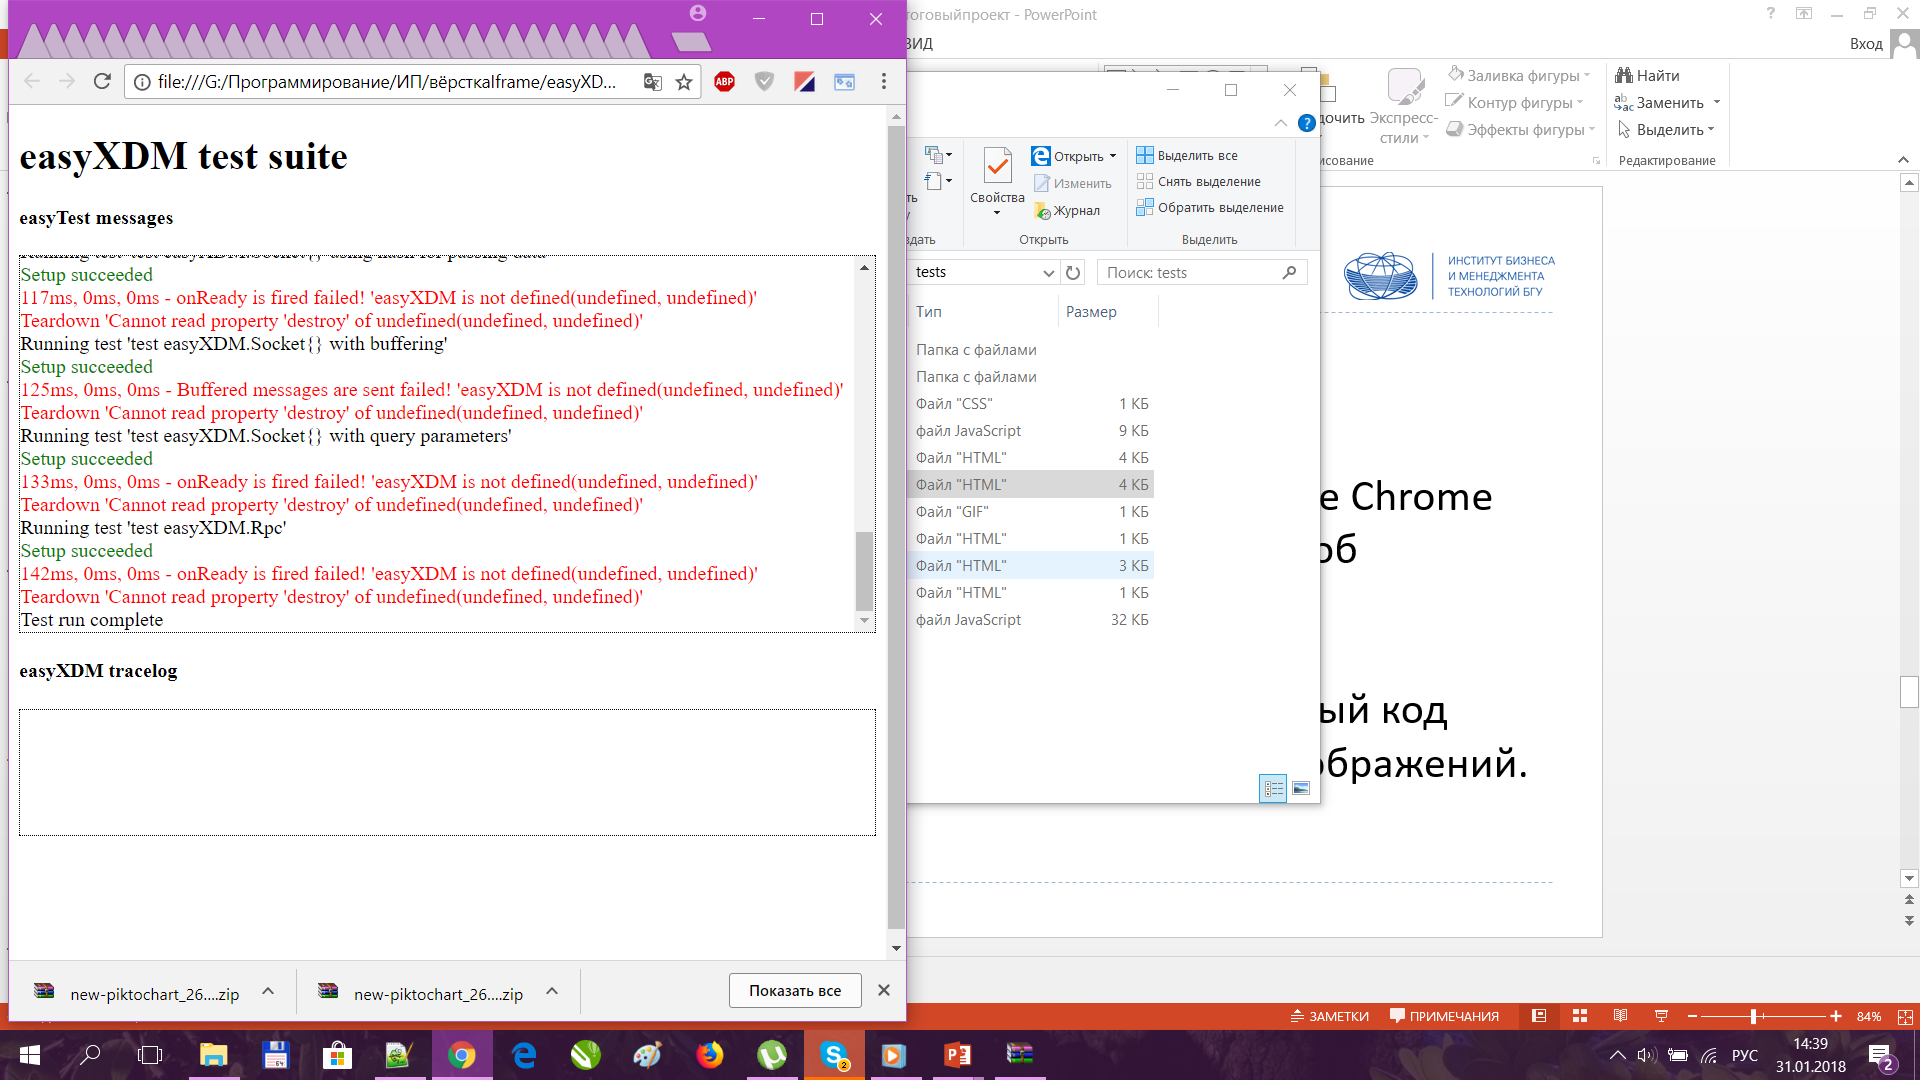 тоговыйпроект - PowerPoint
ВИД
Вход
file:///G:/Программирование/ИП/вёрсткаIframe/easyXD...
ABP
easyXDM test suite
easyTest messages
Setup succeeded
117ms, 0ms, 0ms - onReady is fired failed! 'easyXDM is not defined(undefined, undefined)'
Teardown 'Cannot read property 'destroy' of undefined(undefined, undefined)'
Running test 'test easyXDM.Socket{} with buffering'
Setup succeeded
125ms, 0ms, 0ms - Buffered messages are sent failed! 'easyXDM is not defined(undefined, undefined)'
Teardown 'Cannot read property 'destroy' of undefined(undefined, undefined)'
Running test 'test easyXDM.Socket{} with query parameters'
Setup succeeded
133ms, 0ms, 0ms - onReady is fired failed! 'easyXDM is not defined(undefined, undefined)'
Teardown 'Cannot read property 'destroy' of undefined(undefined, undefined)'
Running test 'test easyXDM.Rpc'
Setup succeeded
142ms, 0ms, 0ms - onReady is fired failed! 'easyXDM is not defined(undefined, undefined)'
Teardown 'Cannot read property 'destroy' of undefined(undefined, undefined)'
Test run complete
easyXDM tracelog
new-piktochart_26....zip
new-piktochart_26....zip
Показать все
Свойства
Открыть
Изменить
Журнал
Открыть
Выделить все
Снять выделение
Обратить выделение
Выделить
tests
Поиск: tests
Тип
Размер
Папка с файлами
Папка с файлами
Файл "CSS" 1 КБ
файл JavaScript 9 КБ
Файл "HTML" 4 КБ
Файл "HTML" 4 КБ
Файл "GIF" 1 КБ
Файл "HTML" 1 КБ
Файл "HTML" 3 КБ
Файл "HTML" 1 КБ
файл JavaScript 32 КБ
дочить
Экспресс-
стили
Заливка фигуры
Контур фигуры
Эффекты фигуры
исование
Найти
Заменить
Выделить
Редактирование
ИНСТИТУТ БИЗНЕСА
И МЕНЕДЖМЕНТА
ТЕХНОЛОГИЙ БГУ
e Chrome
об
ый код
ображений.
ЗАМЕТКИ
ПРИМЕЧАНИЯ
84%
РУС
14:39
31.01.2018
2